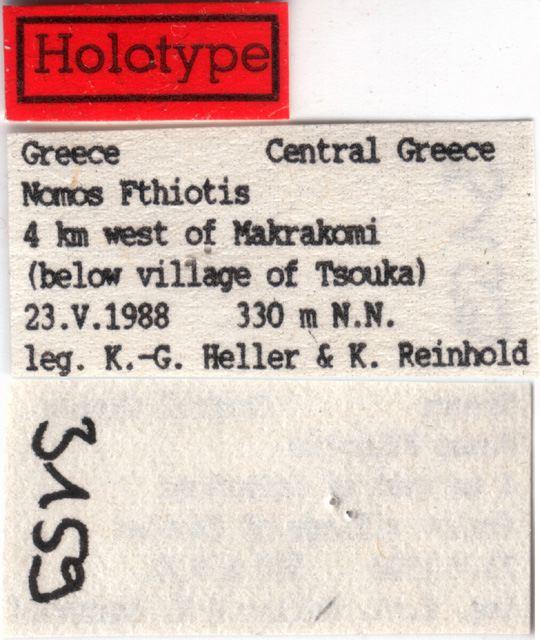 Holotype
Greece Central Greece
Nomos Fthiotis
4 km west of Makrakomi
(below village of Tsouka)
23.V.1988 330 m N.N.
leg. K.-G. Heller & K. Reinhold
3159